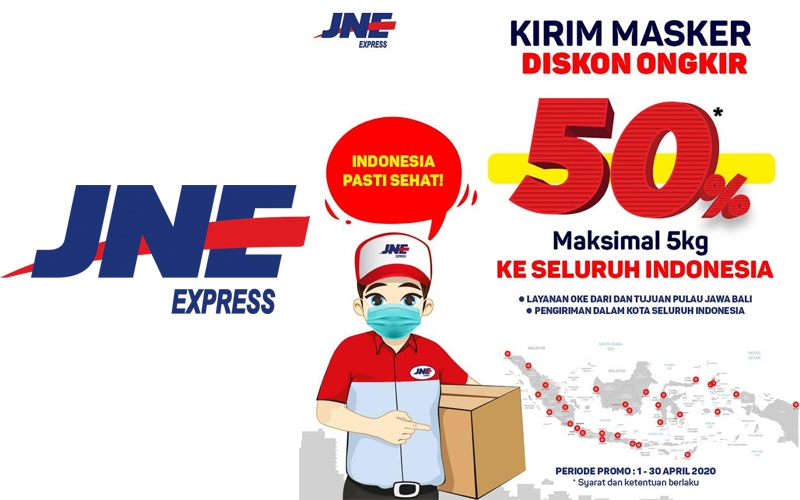 JNE
EXPRESS
JNE
EXPRESS
KIRIM MASKER
DISKON ONGKIR
50%*
Maksimal 5kg
KE SELURUH INDONESIA
● LAYANAN OKE DARI DAN TUJUAN PULAU JAWA BALI
● PENGIRIMAN DALAM KOTA SELURUH INDONESIA
INDONESIA
PASTI SEHAT!
JNE
EXPRESS
JNE
MALAYSIA
PERIODE PROMO : 1 - 30 APRIL 2020
* Syarat dan ketentuan berlaku